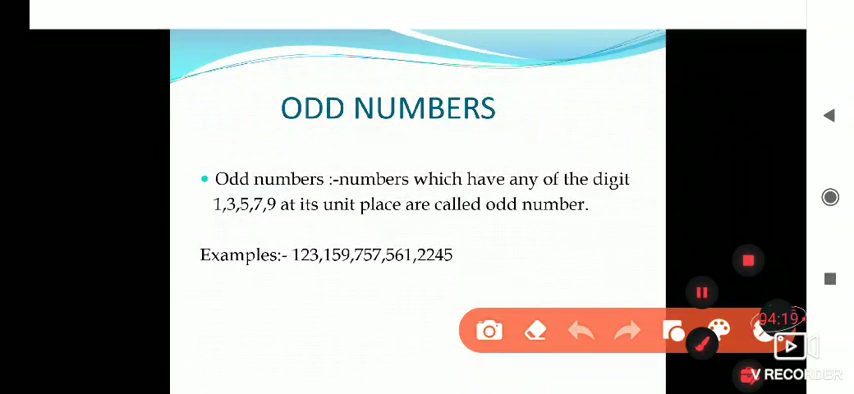 ODD NUMBERS
• Odd numbers :-numbers which have any of the digit
1,3,5,7,9 at its unit place are called odd number.
Examples:- 123,159,757,561,2245
04:19
V RECORDER